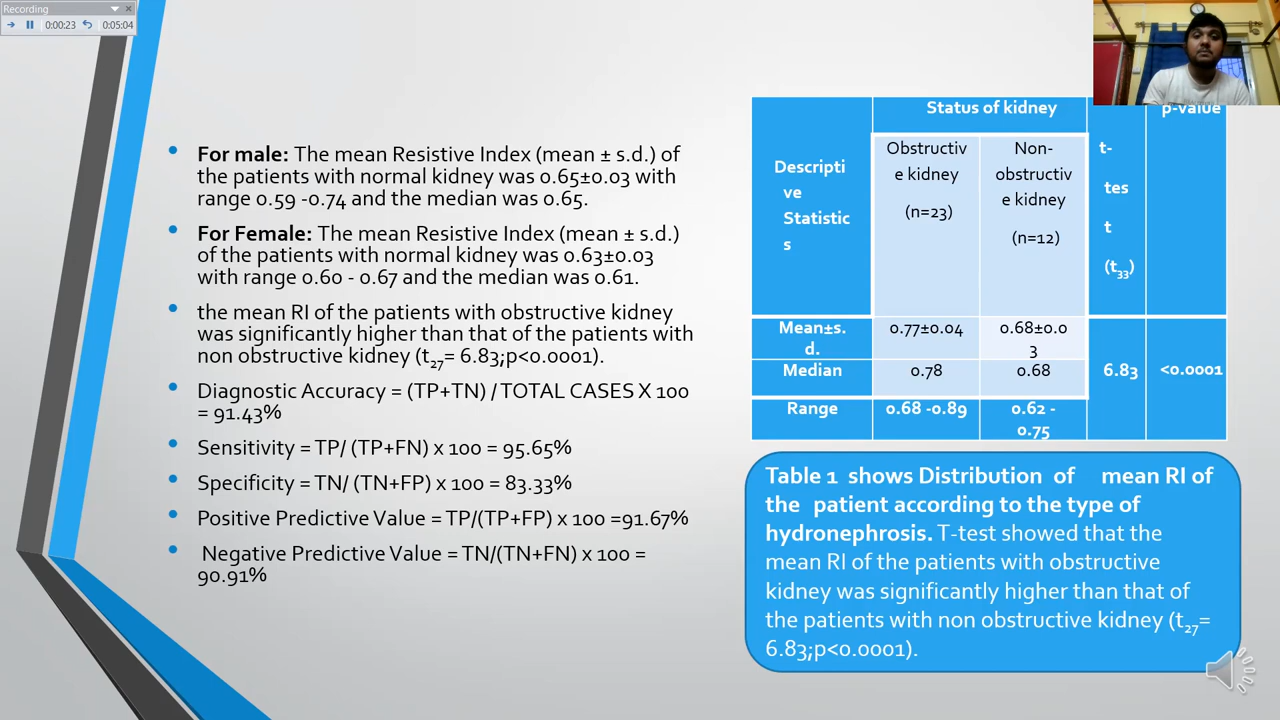 Recording
0:00:23
0:05:04
• For male: The mean Resistive Index (mean ± s.d.) of
the patients with normal kidney was 0.65±0.03 with
range 0.59 -0.74 and the median was 0.65.
• For Female: The mean Resistive Index (mean ± s.d.)
of the patients with normal kidney was 0.63±0.03
with range 0.60 - 0.67 and the median was 0.61.
• the mean RI of the patients with obstructive kidney
was significantly higher than that of the patients with
non obstructive kidney (t27= 6.83;p<0.0001).
• Diagnostic Accuracy = (TP+TN) / TOTAL CASES X 100
= 91.43%
• Sensitivity = TP/ (TP+FN) x 100 = 95.65%
• Specificity = TN/ (TN+FP) x 100 = 83.33%
• Positive Predictive Value = TP/(TP+FP) x 100 =91.67%
• Negative Predictive Value = TN/(TN+FN) x 100 =
90.91%
Descripti
ve
Statistic
s
Status of kidney
Obstructiv
e kidney
(n=23)
Non-
obstructiv
e kidney
(n=12)
t-
tes
t
(t33)
p-value
Mean±s.
d.
0.77±0.04
0.68±0.0
3
Median
0.78
0.68
6.83
<0.0001
Range
0.68 -0.89
0.62 -
0.75
Table 1 shows Distribution of mean RI of
the patient according to the type of
hydronephrosis. T-test showed that the
mean RI of the patients with obstructive
kidney was significantly higher than that of
the patients with non obstructive kidney (t27=
6.83;p<0.0001).